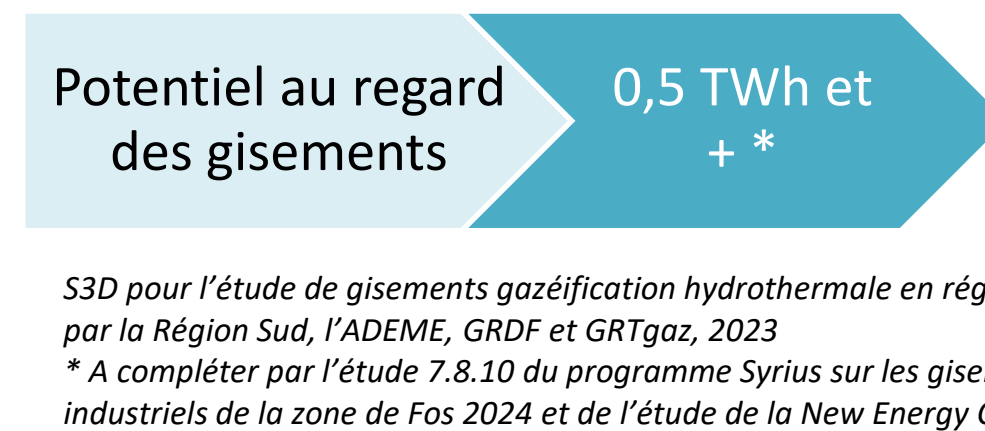 Potentiel au regard
des gisements
0,5 TWh et
+ *
S3D pour l’étude de gisements gazéification hydrothermale en
par la Région Sud, l’ADEME, GRDF et GRTgaz, 2023
* A compléter par l’étude 7.8.10 du programme Syrius sur les
industriels de la zone de Fos 2024 et de l’étude de la New Energy